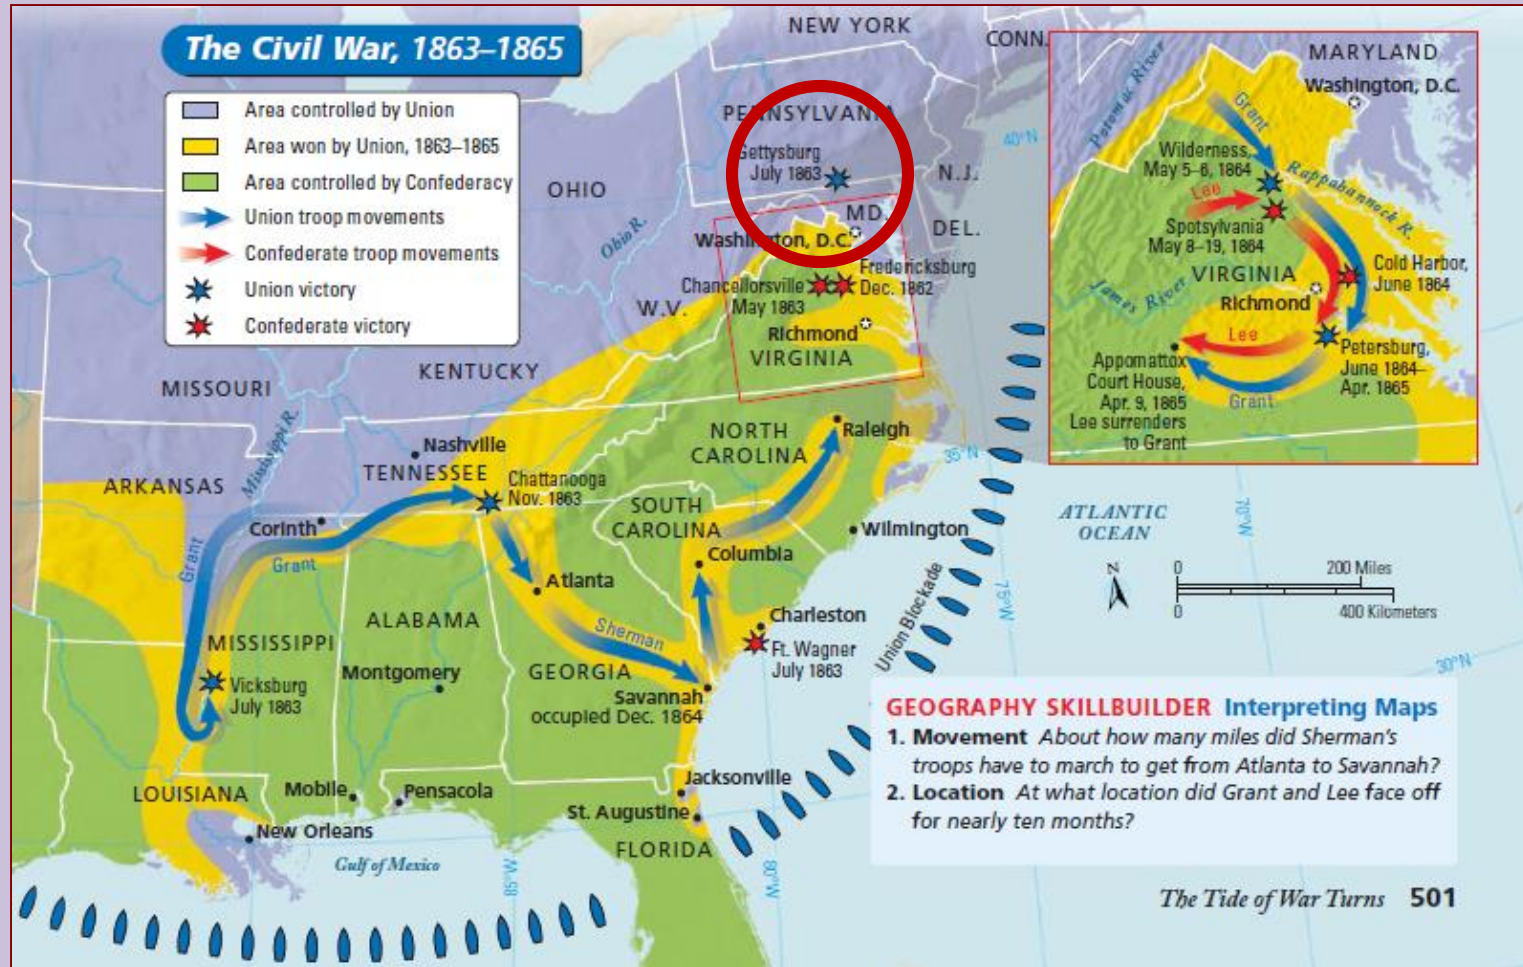 The Civil War, 1863–1865
Area controlled by Union
Area won by Union, 1863–1865
Area controlled by Confederacy
Union troop movements
Confederate troop movements
Union victory
Confederate victory
NEW YORK
CONN.
PENNSYLVANIA
Gettysburg
July 1863
N.J.
OHIO
Ohio R.
MD.
DEL.
Washington, D.C.
W.V.
Chancellorsville
May 1863
Fredericksburg
Dec. 1862
Richmond
VIRGINIA
40°N
MISSOURI
KENTUCKY
Mississippi R.
Nashville
TENNESSEE
ARKANSAS
Chattanooga
Nov. 1863
NORTH
CAROLINA
Raleigh
35°N
SOUTH
CAROLINA
Wilmington
Corinth
Grant
Grant
Columbia
Atlanta
ALABAMA
MISSISSIPPI
Sherman
Charleston
Ft. Wagner
July 1863
Union Blockade
Vicksburg
July 1863
Montgomery
GEORGIA
Savannah
occupied Dec. 1864
LOUISIANA
Mobile
Pensacola
Jacksonville
St. Augustine
New Orleans
FLORIDA
Gulf of Mexico
85°W
80°W
75°W
70°W
30°N
ATLANTIC
OCEAN
N
0 200 Miles
0 400 Kilometers
MARYLAND
Washington, D.C.
Potomac River
Grant
Wilderness,
May 5–6, 1864
Rappahannock R.
Lee
Spotsylvania
May 8–19, 1864
VIRGINIA
Cold Harbor,
June 1864
James River
Richmond
Lee
Petersburg,
June 1864–
Apr. 1865
Appomattox
Court House,
Apr. 9, 1865
Lee surrenders
to Grant
Grant
GEOGRAPHY SKILLBUILDER Interpreting Maps
1. Movement About how many miles did Sherman's
troops have to march to get from Atlanta to Savannah?
2. Location At what location did Grant and Lee face off
for nearly ten months?
The Tide of War Turns 501